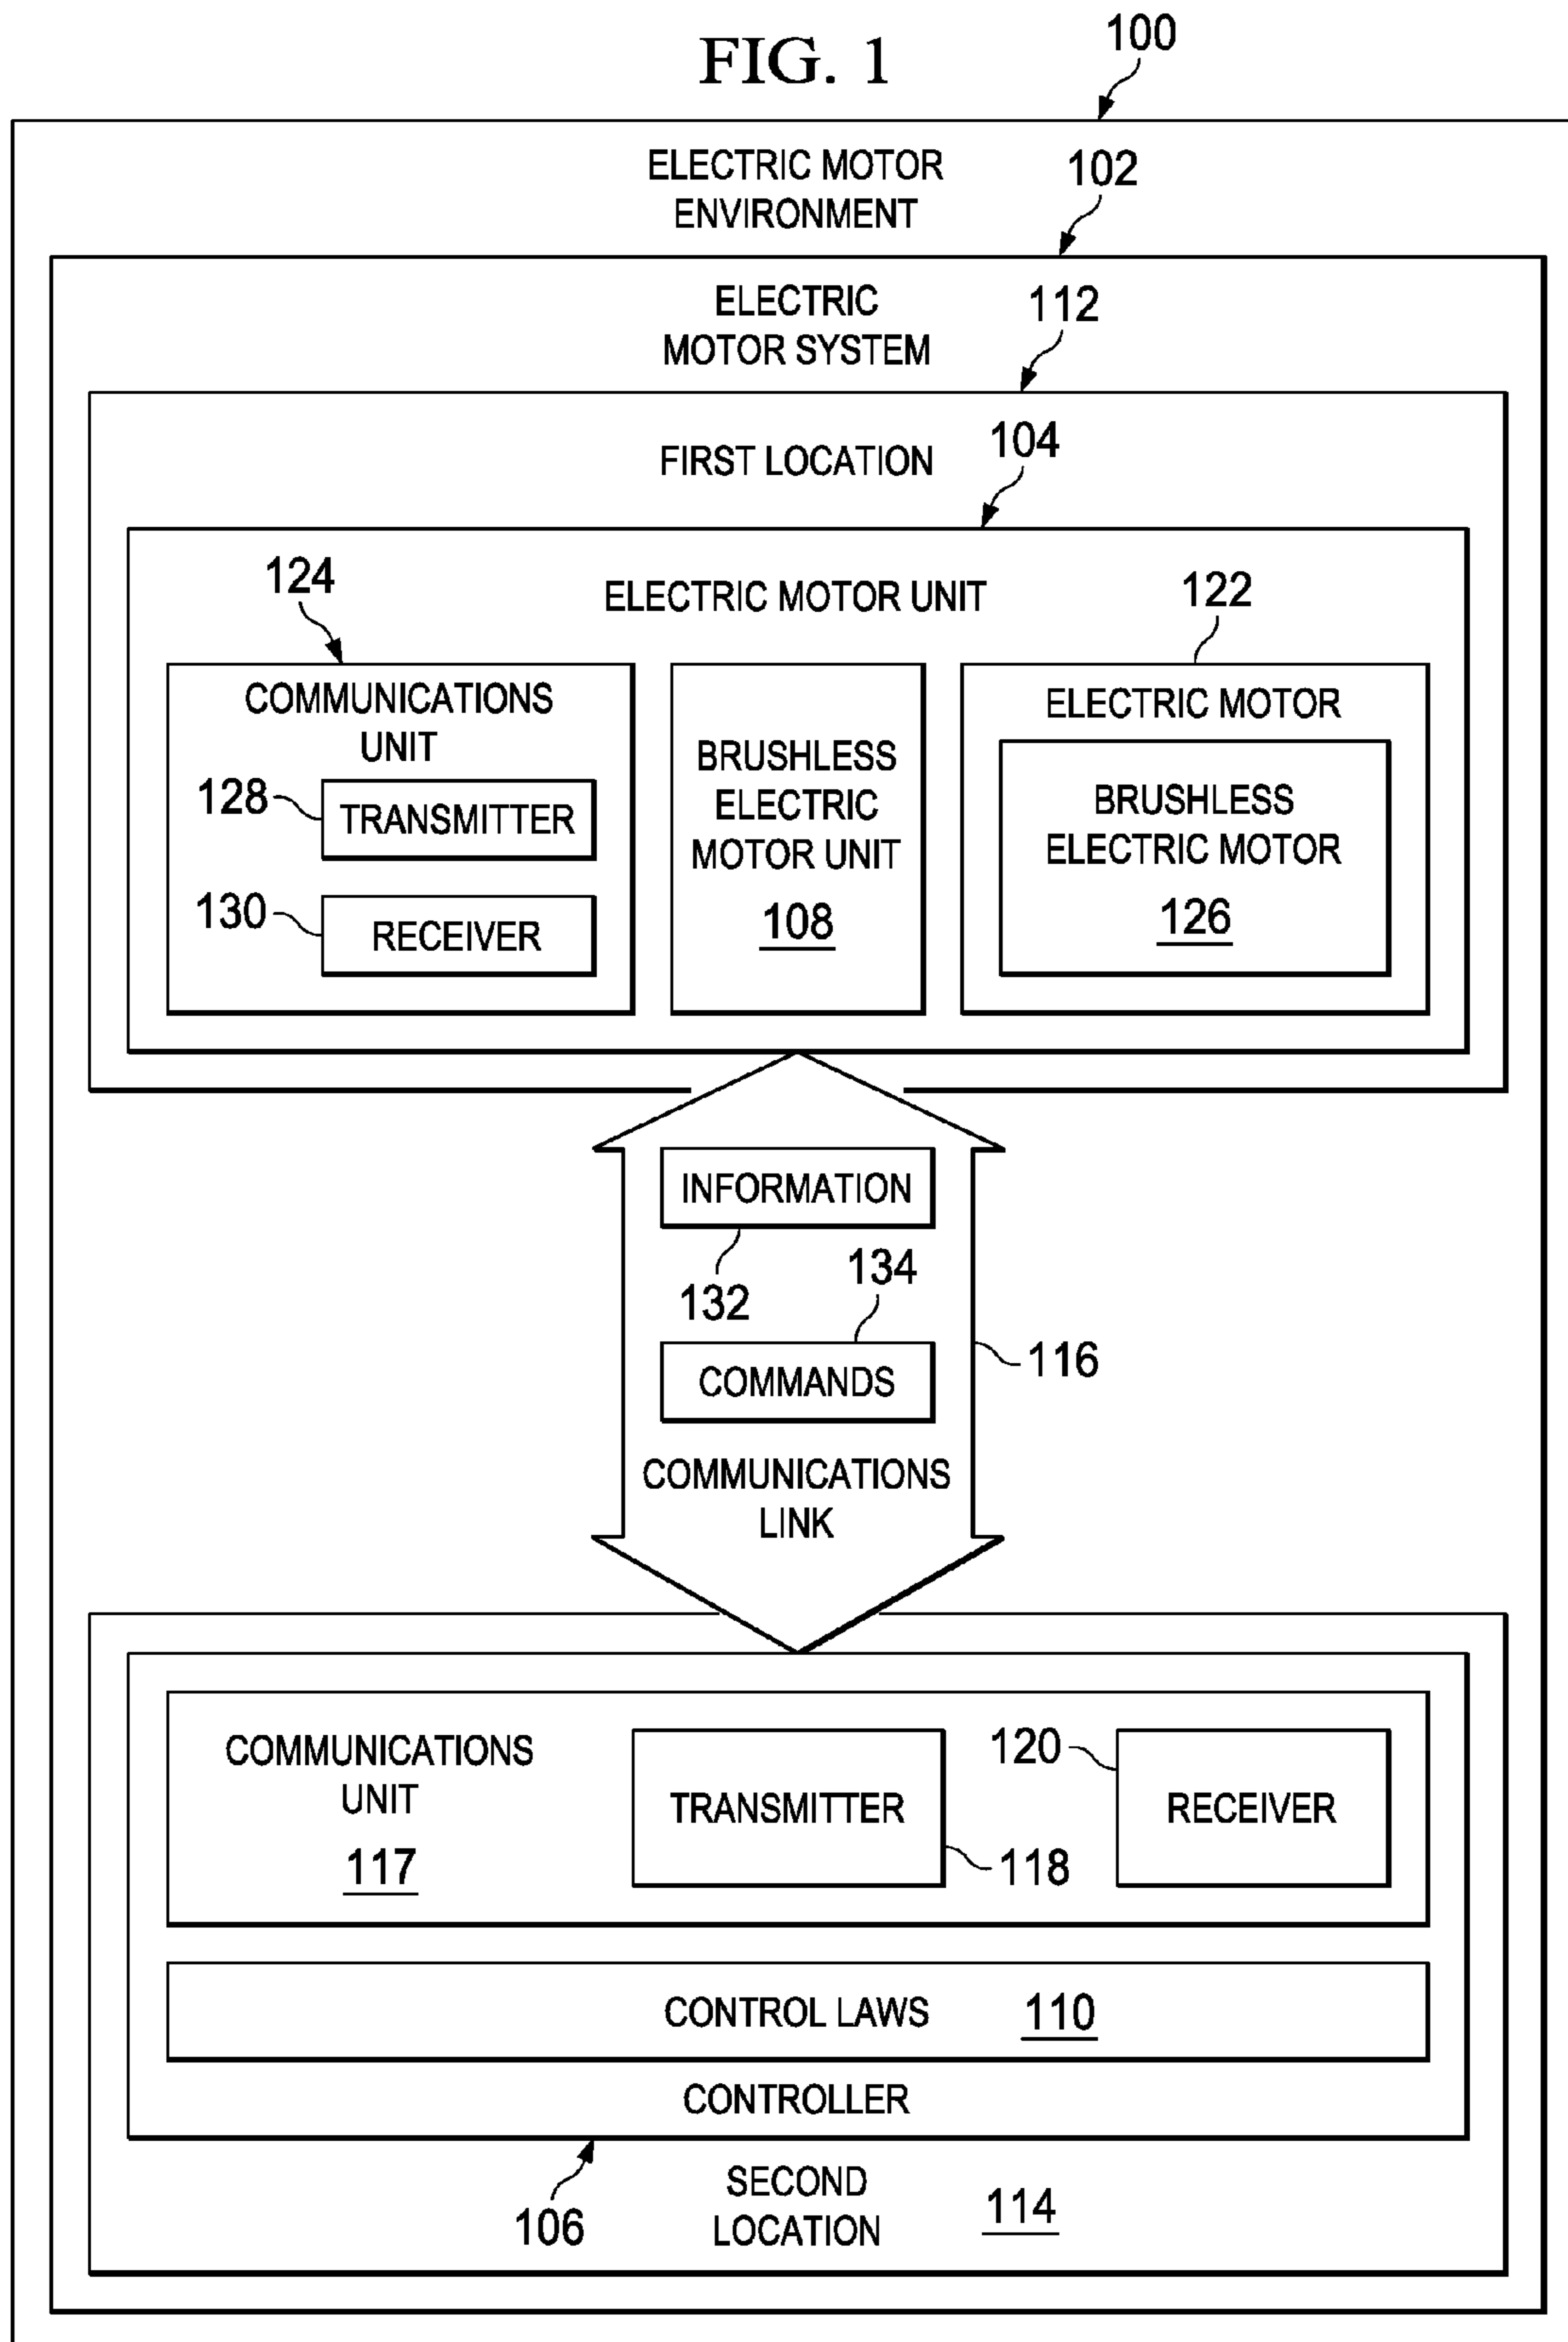 FIG. 1
100
ELECTRIC MOTOR
ENVIRONMENT
102
ELECTRIC
MOTOR SYSTEM
112
FIRST LOCATION
104
ELECTRIC MOTOR UNIT
124
122
COMMUNICATIONS
UNIT
128
TRANSMITTER
130
RECEIVER
BRUSHLESS
ELECTRIC
MOTOR UNIT
108
ELECTRIC MOTOR
BRUSHLESS
ELECTRIC MOTOR
126
INFORMATION
132
134
COMMANDS
116
COMMUNICATIONS
LINK
COMMUNICATIONS
UNIT
117
TRANSMITTER
118
120
RECEIVER
CONTROL LAWS 110
CONTROLLER
106
SECOND
LOCATION
114